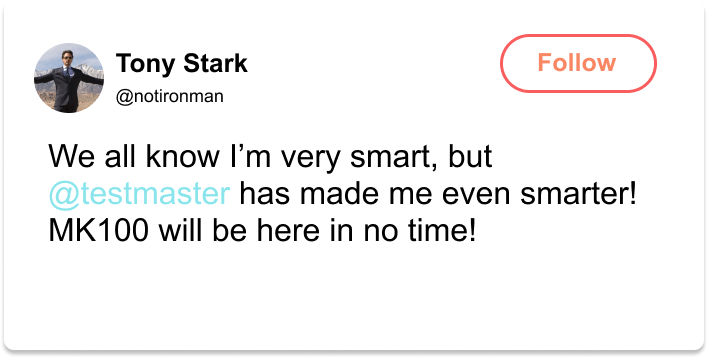 Tony Stark
Follow
@notironman
We all know I’m very smart, but
@testmaster has made me even smarter!
MK100 will be here in no time!